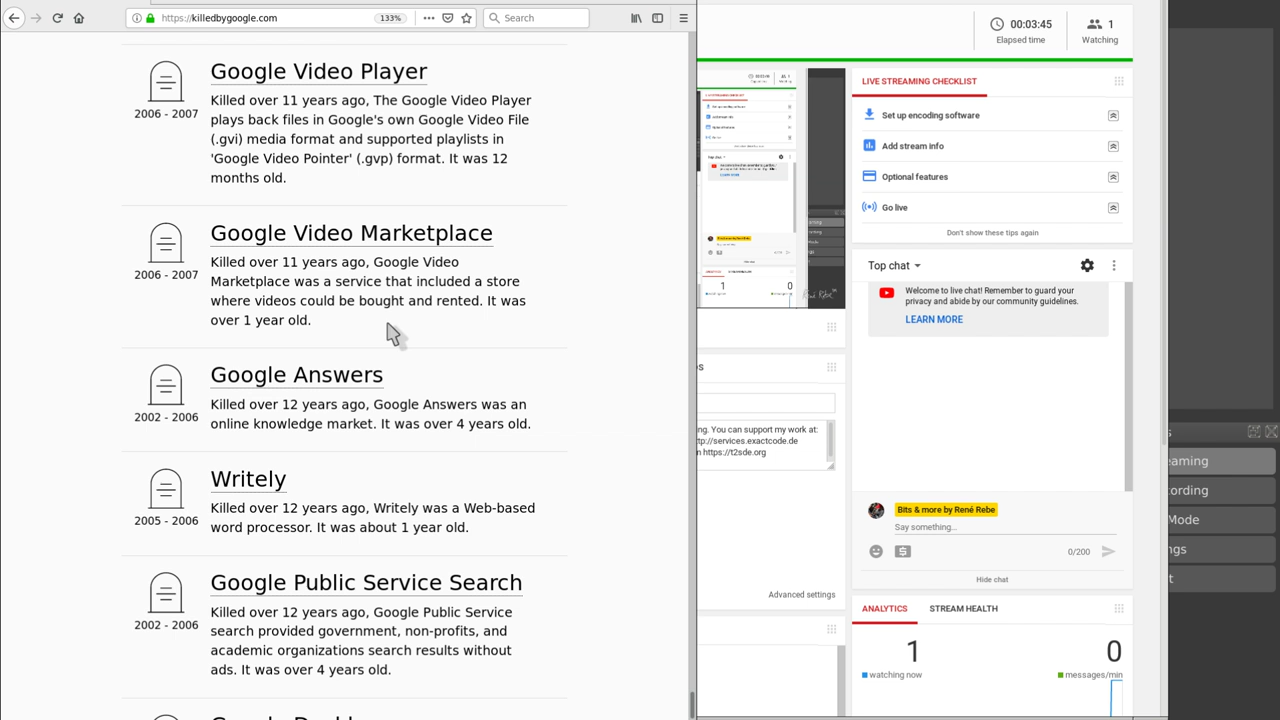 https://killedbygoogle.com
133%
Search
Google Video Player
2006 - 2007
Killed over 11 years ago, The Google Video Player
plays back files in Google's own Google Video File
(.gvi) media format and supported playlists in
'Google Video Pointer' (.gvp) format. It was 12
months old.
Google Video Marketplace
2006 - 2007
Killed over 11 years ago, Google Video
Marketplace was a service that included a store
where videos could be bought and rented. It was
over 1 year old.
Google Answers
2002 - 2006
Killed over 12 years ago, Google Answers was an
online knowledge market. It was over 4 years old.
Writely
2005 - 2006
Killed over 12 years ago, Writely was a Web-based
word processor. It was about 1 year old.
Google Public Service Search
2002 - 2006
Killed over 12 years ago, Google Public Service
search provided government, non-profits, and
academic organizations search results without
ads. It was over 4 years old.
00:03:45
Elapsed time
1
Watching
LIVE STREAMING CHECKLIST
Set up encoding software
Add stream info
Optional features
Go live
Don't show these tips again
Top chat
Welcome to live chat! Remember to guard your
privacy and abide by our community guidelines.
LEARN MORE
Bits & more by René Rebe
Say something...
0/200
Hide chat
ANALYTICS
STREAM HEALTH
1
watching now
0
messages/min
Top chat
LEARN MORE
1
0
René Rebe
s
ng. You can support my work at:
ttp://services.exactcode.de
n https://t2sde.org
Advanced settings
s
eaming
ording
Mode
ngs
t